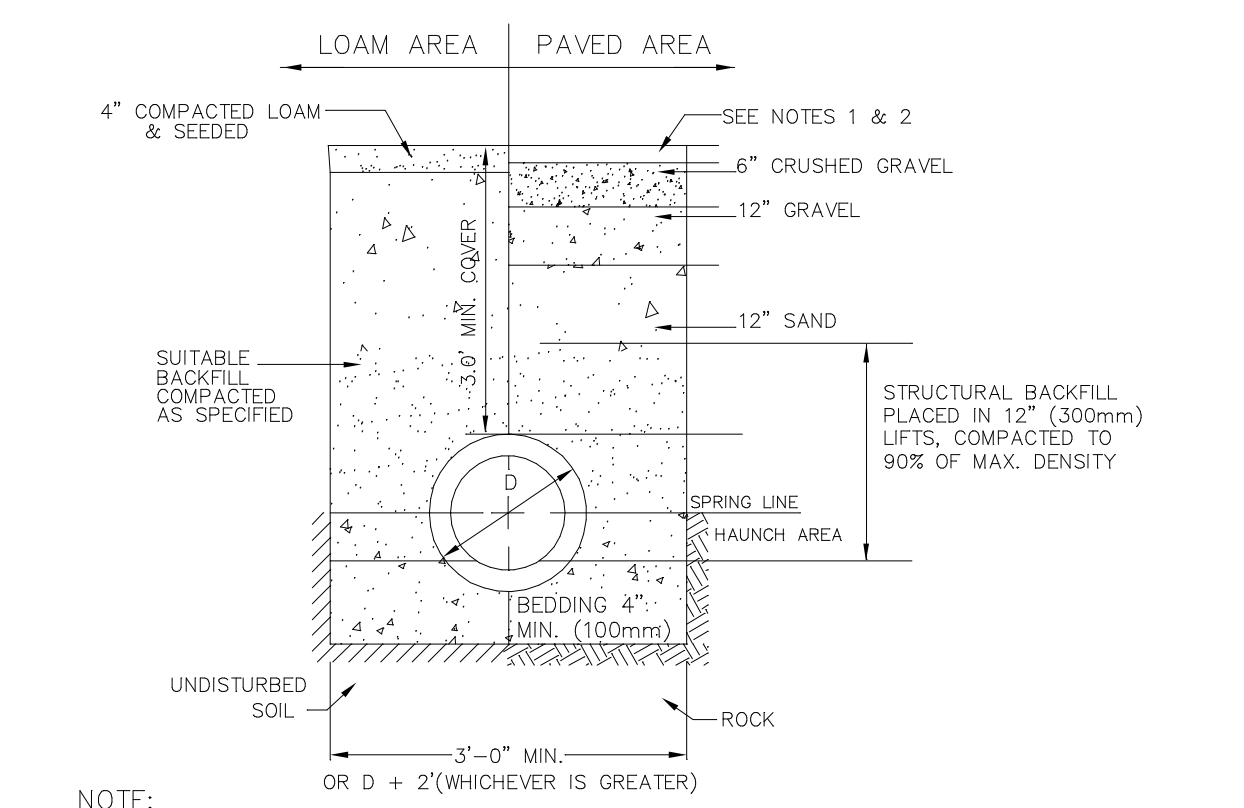 LOAM AREA
PAVED AREA
4" COMPACTED LOAM
& SEEDED
SEE NOTES 1 & 2
6" CRUSHED GRAVEL
12" GRAVEL
3.0' MIN. COVER
12" SAND
SUITABLE
BACKFILL
COMPACTED
AS SPECIFIED
STRUCTURAL BACKFILL
PLACED IN 12" (300mm)
LIFTS, COMPACTED TO
90% OF MAX. DENSITY
D
SPRING LINE
HAUNCH AREA
BEDDING 4"
MIN. (100mm)
UNDISTURBED
SOIL
ROCK
3'-0" MIN.
OR D + 2'(WHICHEVER IS GREATER)
NOTE: